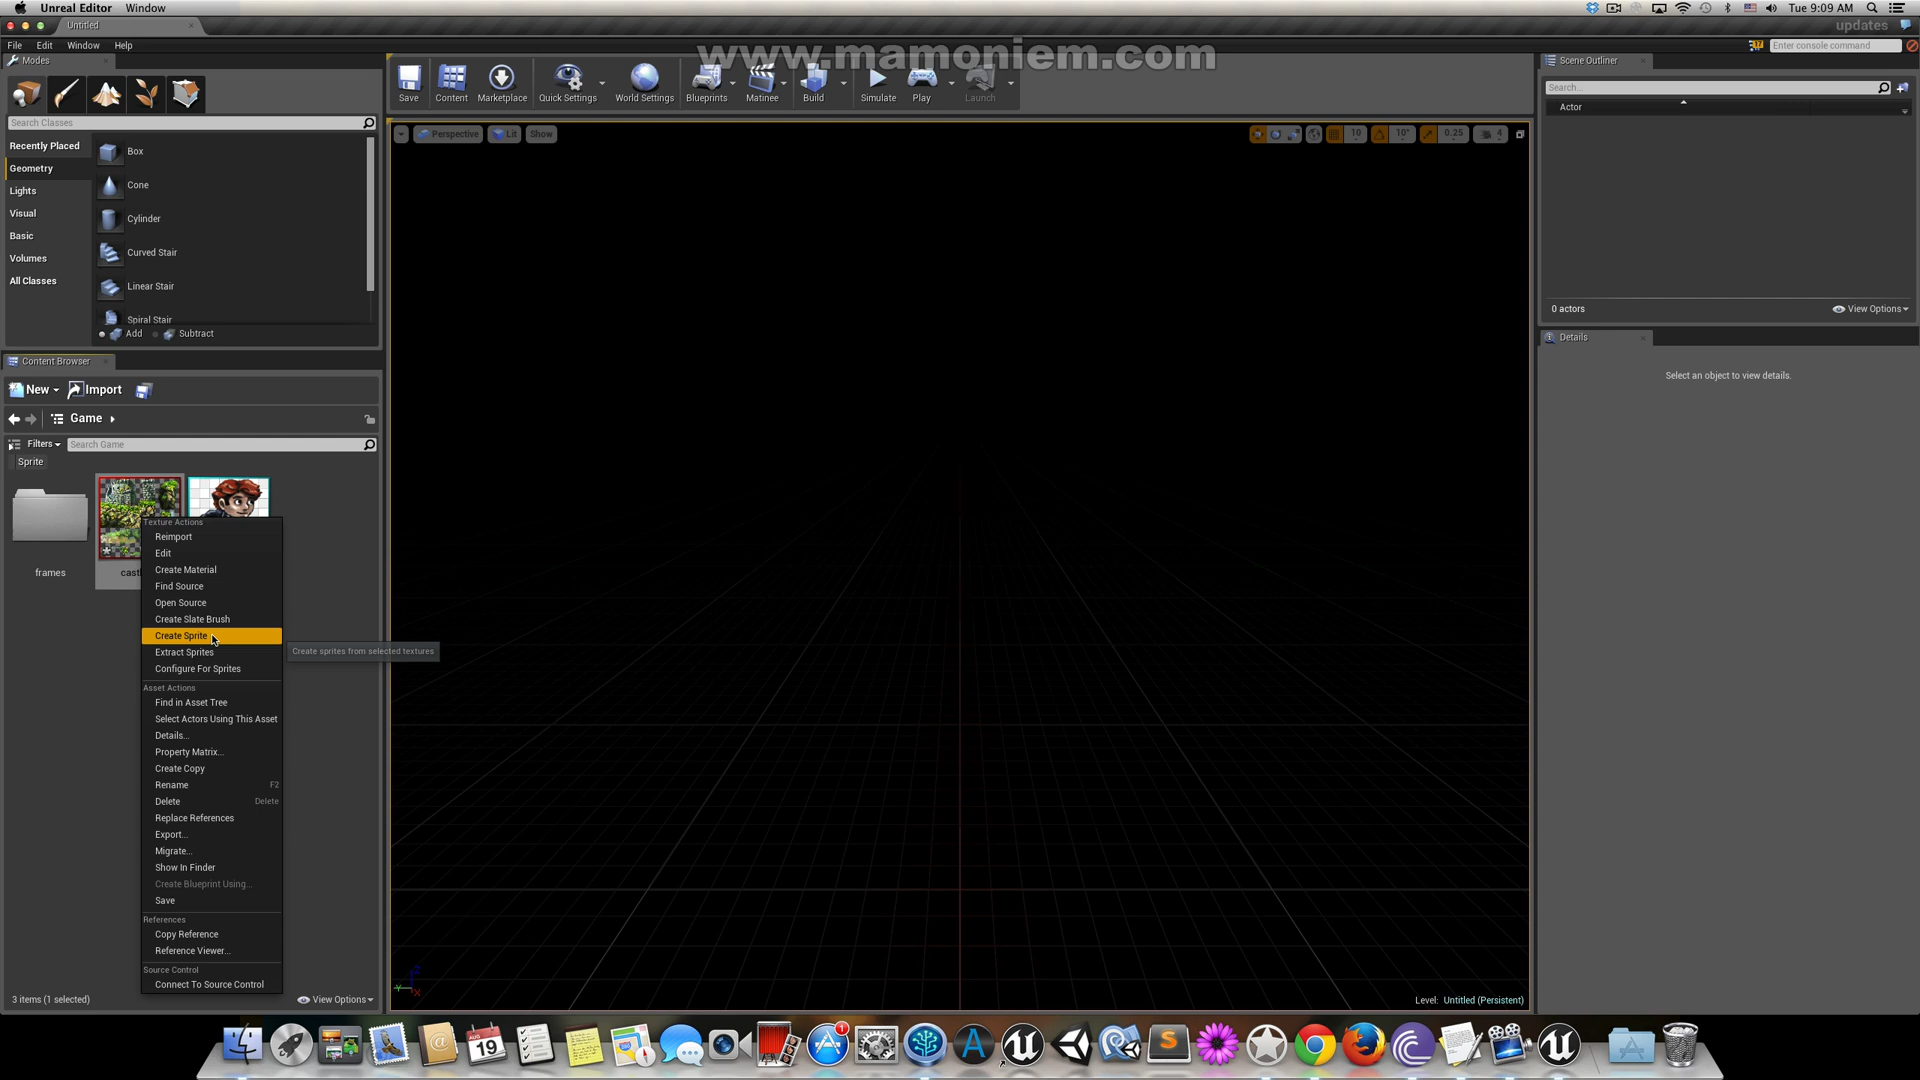 Unreal Editor Window
Tue 9:09 AM
Untitled
updates
File Edit Window Help
www.mamoniem.com
Enter console command
Modes
Scene Outliner
Save Content Marketplace Quick Settings World Settings Blueprints Matinee Build Simulate Play Launch
Search...
Actor
Search Classes
Perspective Lit Show
10 10° 0.25 4
Recently Placed
Geometry
Lights
Visual
Basic
Volumes
All Classes
Box
Cone
Cylinder
Curved Stair
Linear Stair
Spiral Stair
Add Subtract
0 actors View Options
Details
Select an object to view details.
Content Browser
New Import
Game
Filters Search Game
Sprite
frames
cast
Texture Actions
Reimport
Edit
Create Material
Find Source
Open Source
Create Slate Brush
Create Sprite
Extract Sprites
Configure For Sprites
Create sprites from selected textures
Asset Actions
Find in Asset Tree
Select Actors Using This Asset
Details...
Property Matrix...
Create Copy
Rename F2
Delete Delete
Replace References
Export...
Migrate...
Show In Finder
Create Blueprint Using...
Save
References
Copy Reference
Reference Viewer...
Source Control
Connect To Source Control
3 items (1 selected) View Options
Level: Untitled (Persistent)
AUG
19
1